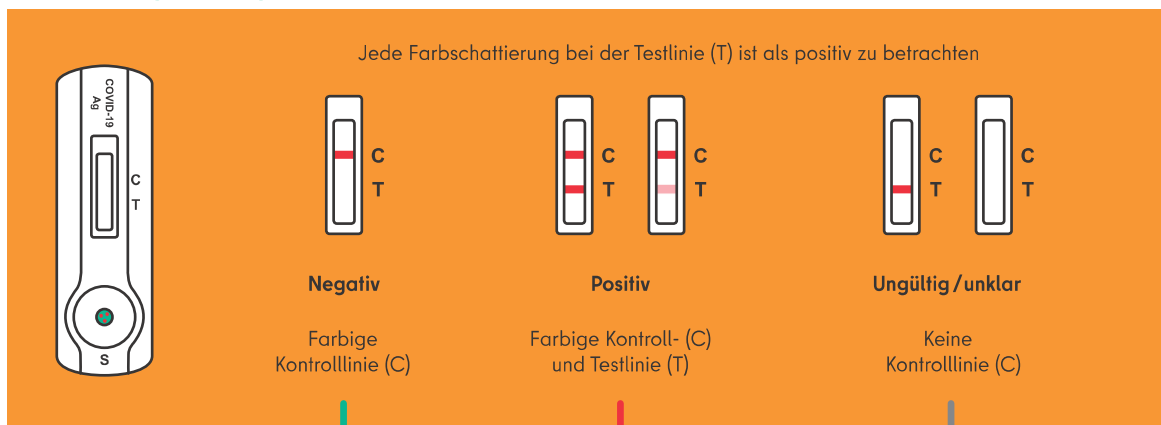 Jede Farbschattierung bei der Testlinie (T) ist als positiv zu betrachten
COVID-19
Ag
C
T
S
C
T
C
T
C
T
C
T
C
T
Negativ
Positiv
Ungültig / unklar
Farbige
Kontrolllinie (C)
Farbige Kontroll- (C)
und Testlinie (T)
Keine
Kontrolllinie (C)